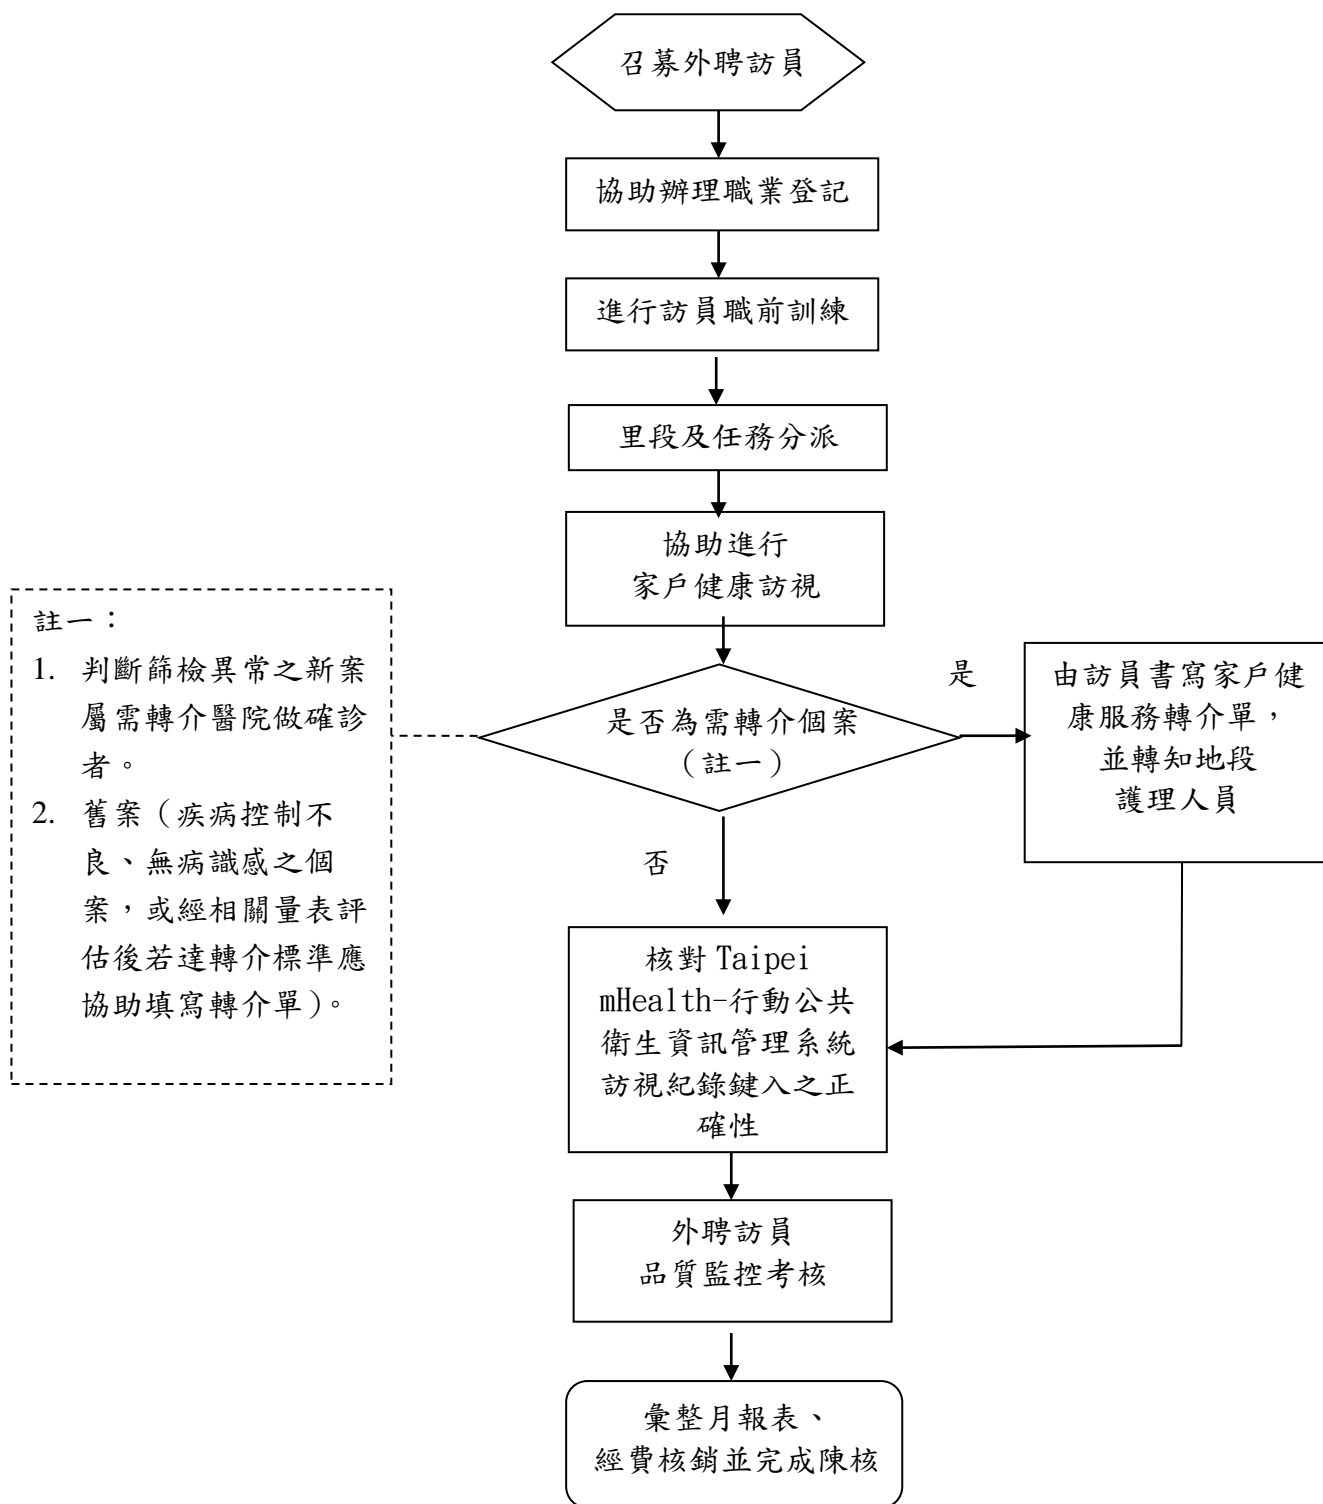 召募外聘訪員
協助辦理職業登記
進行訪員職前訓練
里段及任務分派
協助進行
家戶健康訪視
註一：
1. 判斷篩檢異常之新案
屬需轉介醫院做確診
者。
2. 舊案（疾病控制不
良、無病識感之個
案，或經相關量表評
估後若達轉介標準應
協助填寫轉介單）。
是否為需轉介個案
（註一）
是
由訪員書寫家戶健
康服務轉介單，
並轉知地段
護理人員
否
核對 Taipei
mHealth-行動公共
衛生資訊管理系統
訪視紀錄鍵入之正
確性
外聘訪員
品質監控考核
彙整月報表、
經費核銷並完成陳核